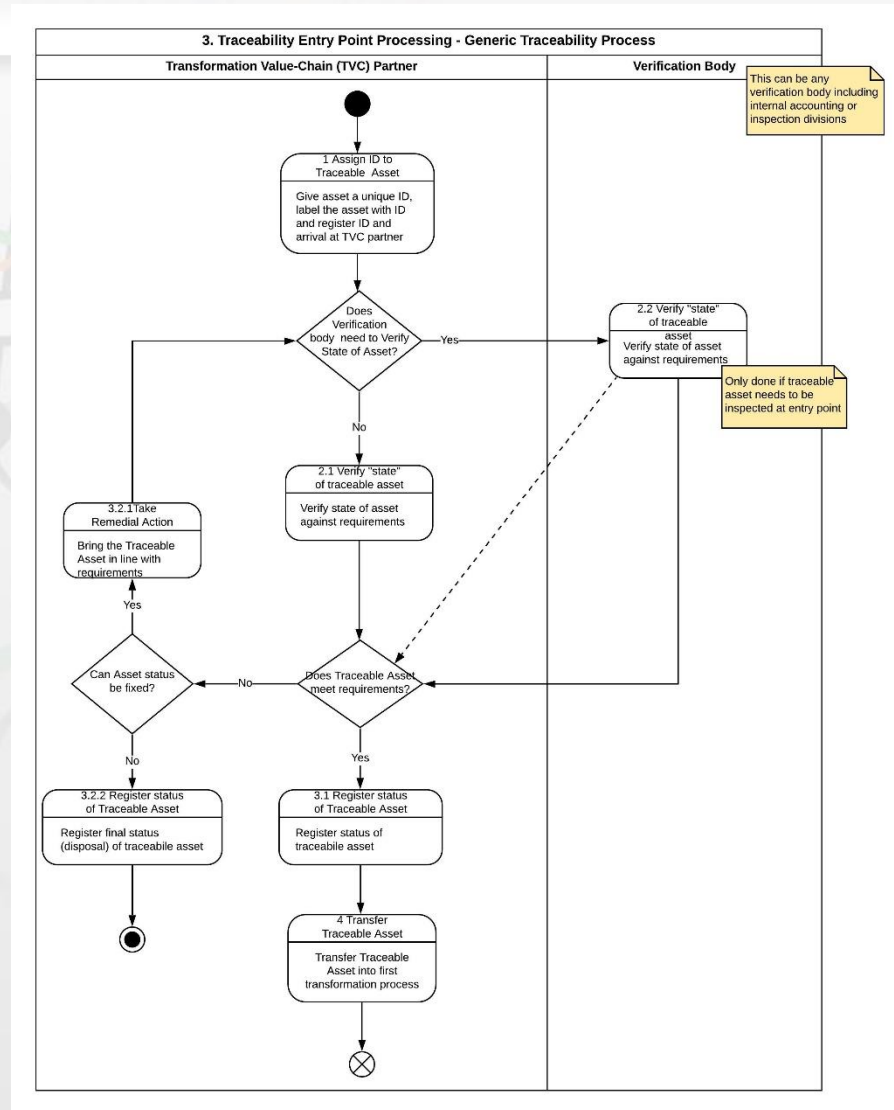 3. Traceability Entry Point Processing - Generic Traceability Process
Transformation Value-Chain (TVC) Partner
Verification Body
This can be any
verification body including
internal accounting or
inspection divisions
1 Assign ID to
Traceable Asset
Give asset a unique ID,
label the asset with ID
and register ID and
arrival at TVC partner
Does
Verification
body need to Verify
State of Asset?
Yes
2.2 Verify "state"
of traceable
asset
Verify state of asset
against requirements
Only done if traceable
asset needs to be
inspected at entry point
No
2.1 Verify "state"
of traceable asset
Verify state of asset
against requirements
3.2.1Take
Remedial Action
Bring the Traceable
Asset in line with
requirements
Yes
Can Asset status
be fixed?
No
Does Traceable Asset
meet requirements?
No
Yes
3.2.2 Register status
of Traceable Asset
Register final status
(disposal) of traceabile asset
3.1 Register status
of Traceable Asset
Register status of
traceabile asset
4 Transfer
Traceable Asset
Transfer Traceable
Asset into first
transformation process